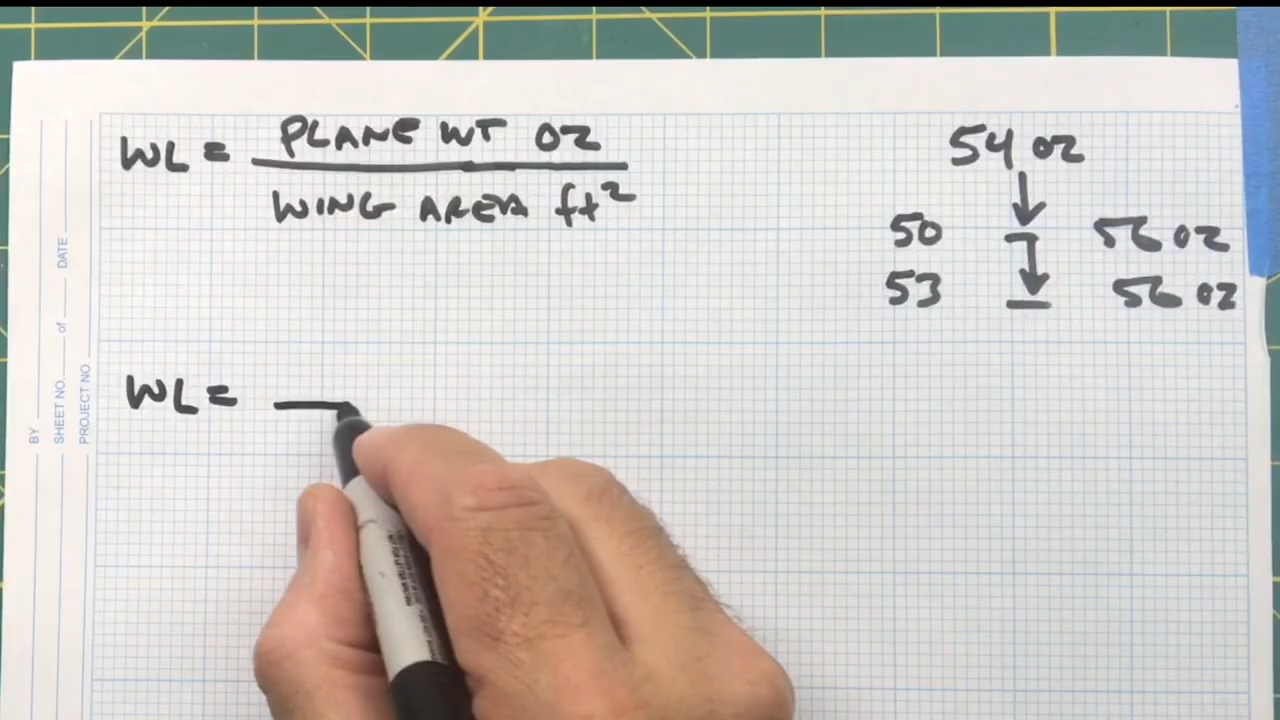 WL = PLANE WT OZ
WING AREA ft²
54 oz
50 56 oz
53 56 oz
WL =
BY
SHEET NO. of DATE
PROJECT NO.